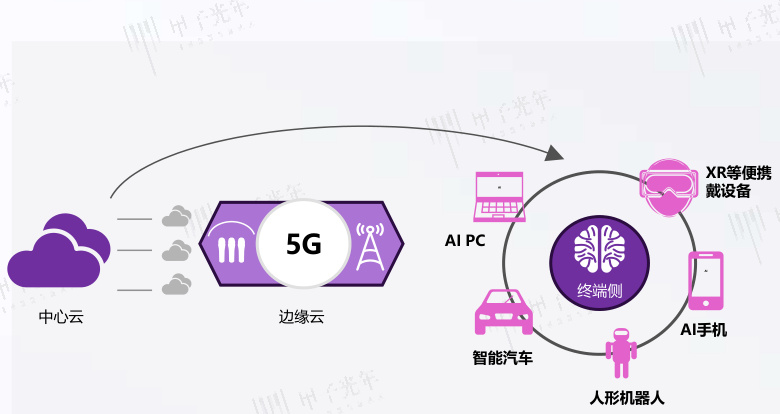 甲子光年
XR等便携
戴设备
5G
AI PC
终端侧
中心云
边缘云
AI手机
智能汽车
人形机器人